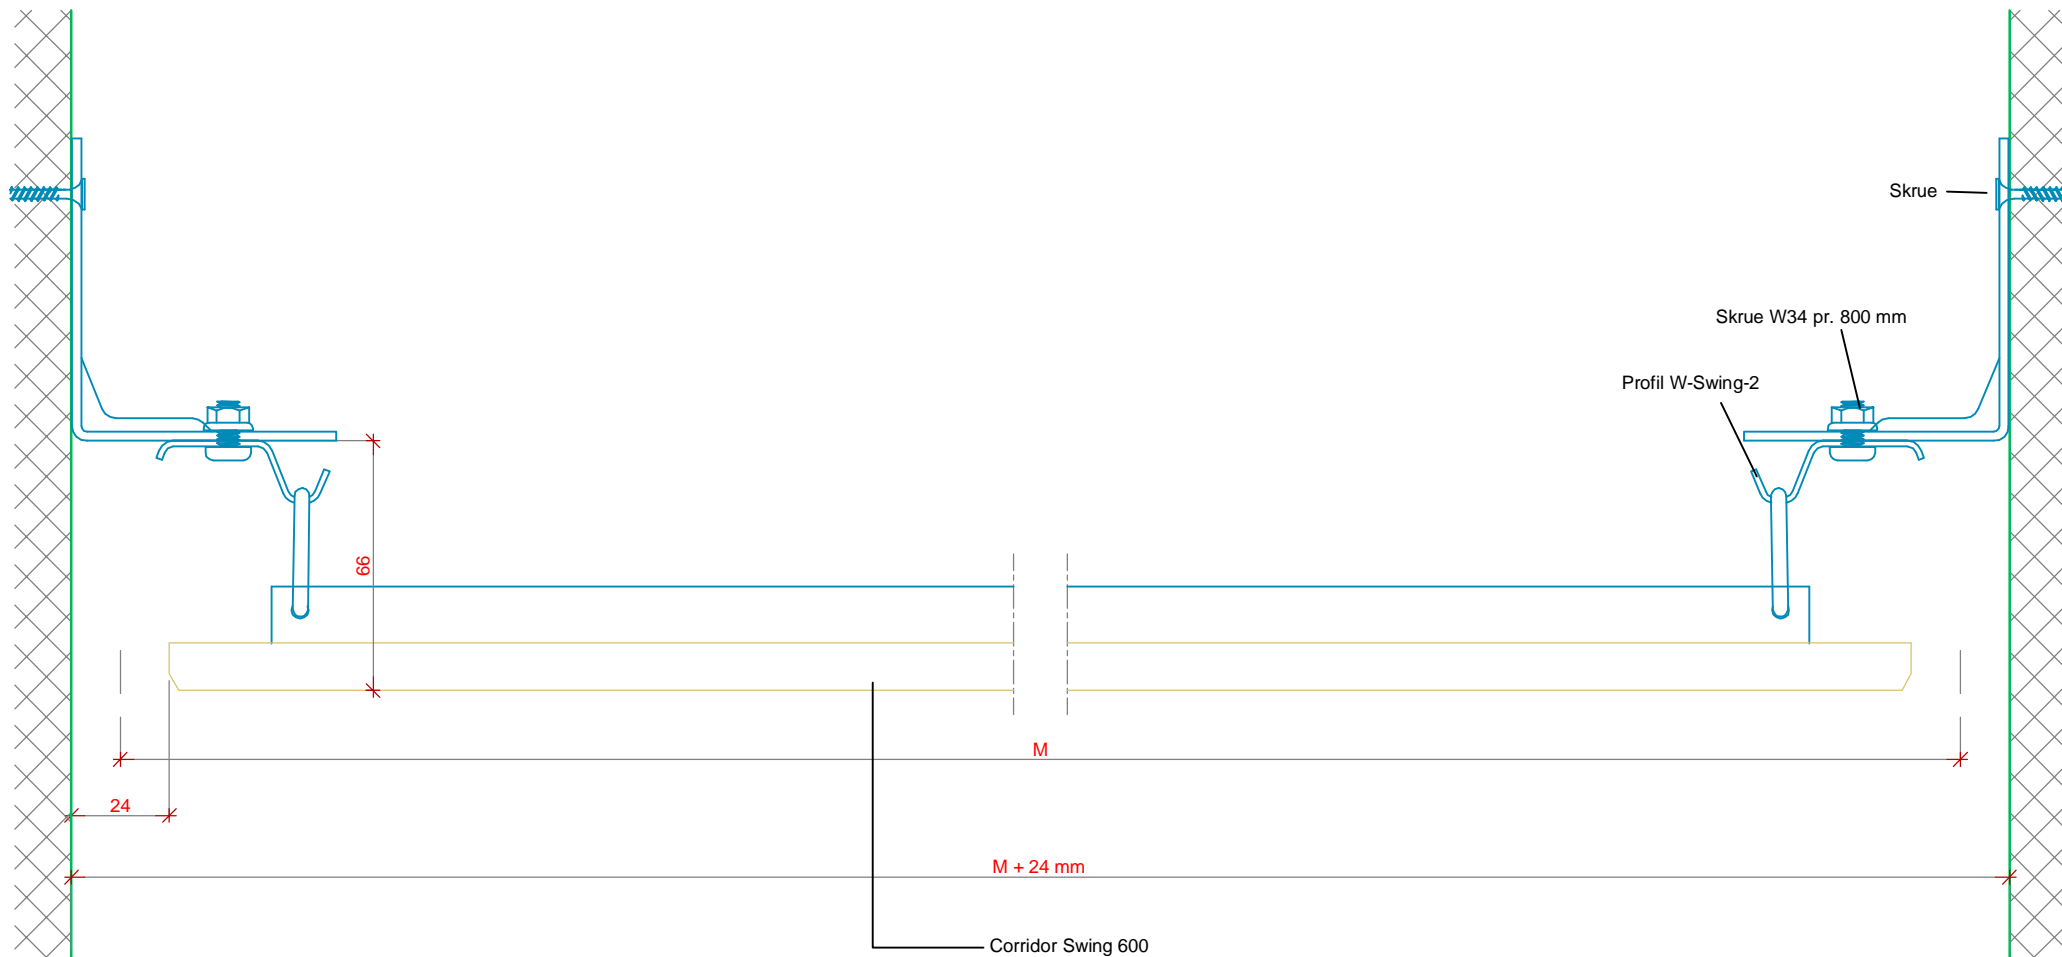 Skrue
Skrue W34 pr. 800 mm
Profil W-Swing-2
66
M
24
M + 24 mm
Corridor Swing 600